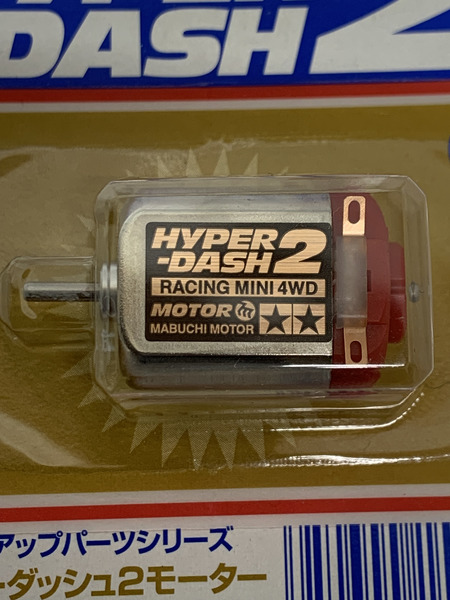 -DASH 2
HYPER
-DASH 2
RACING MINI 4WD
MOTOR
MABUCHI MOTOR
アップパーツシリーズ
ーダッシュ2モーター